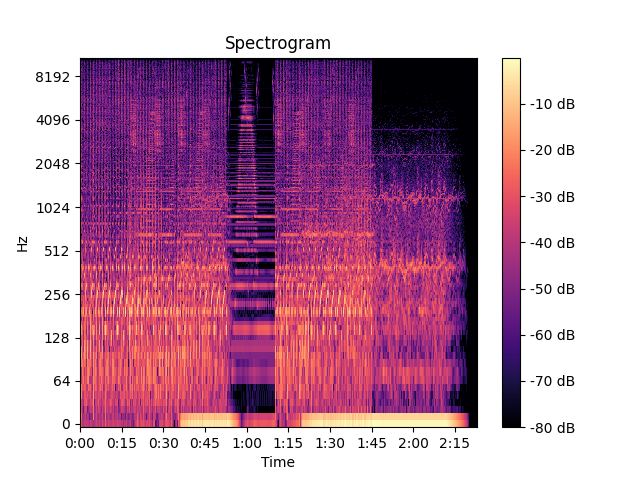 Spectrogram
Hz
8192
4096
2048
1024
512
256
128
64
0
0:00 0:15 0:30 0:45 1:00 1:15 1:30 1:45 2:00 2:15
Time
-10 dB
-20 dB
-30 dB
-40 dB
-50 dB
-60 dB
-70 dB
-80 dB